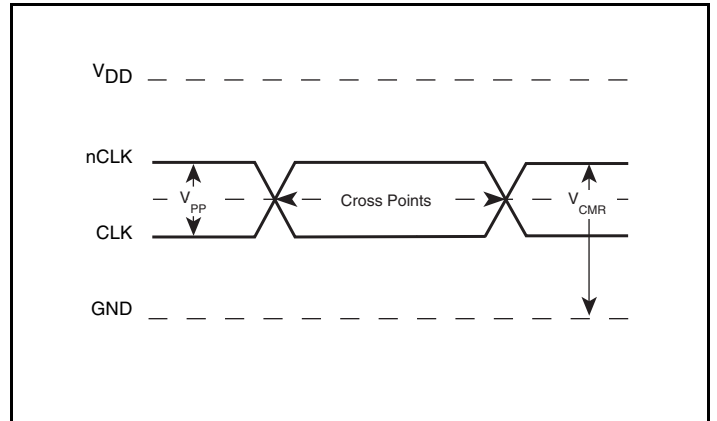 VDD
nCLK
VPP
Cross Points
VCMR
CLK
GND